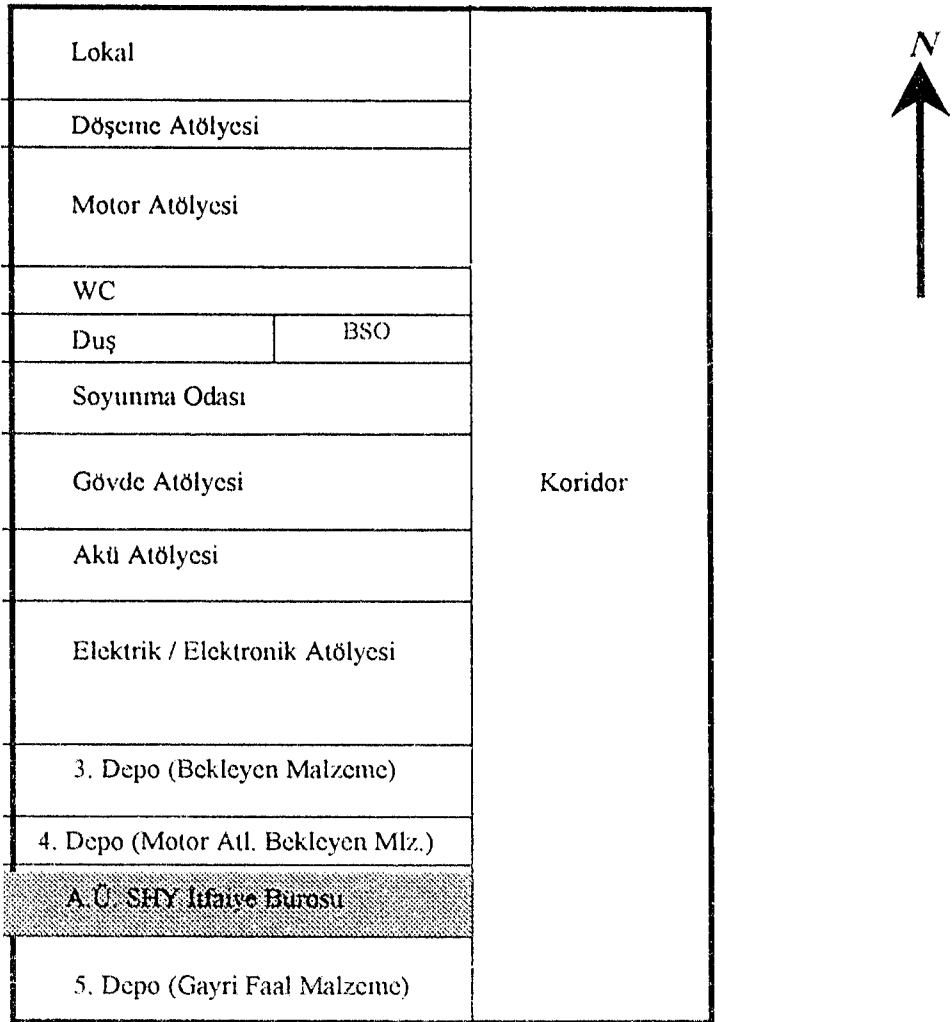 Lokal
N
Döşeme Atölyesi
Motor Atölyesi
WC
Duş
BSO
Soyunma Odası
Gövde Atölyesi
Koridor
Akü Atölyesi
Elektrik / Elektronik Atölyesi
3. Depo (Bekleyen Malzeme)
4. Depo (Motor Atl. Bekleyen Mlz.)
A.Ü. SHY İtfaiye Bürosu
5. Depo (Gayri Faal Malzeme)